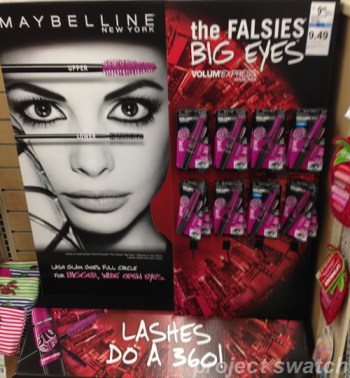 MAYBELLINE
NEW YORK
the FALSIES
BIG EYES
VOLUM'EXPRESS
MASCARA
9.49
UPPER
LOWER
LASH GLAM GOES FULL CIRCLE
FOR BIGGER, WIDE OPEN EYES.
LASHES
DO A 360!
project swatch